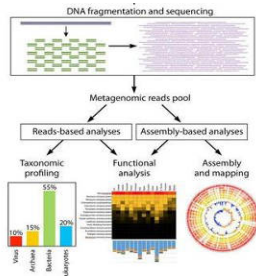 DNA fragmentation and sequencing
Metagenomic reads pool
Reads-based analyses
Assembly-based analyses
Taxonomic
profiling
Functional
analysis
Assembly
and mapping
55%
20%
15%
10%
Virus
Archaea
Bacteria
ukaryotes